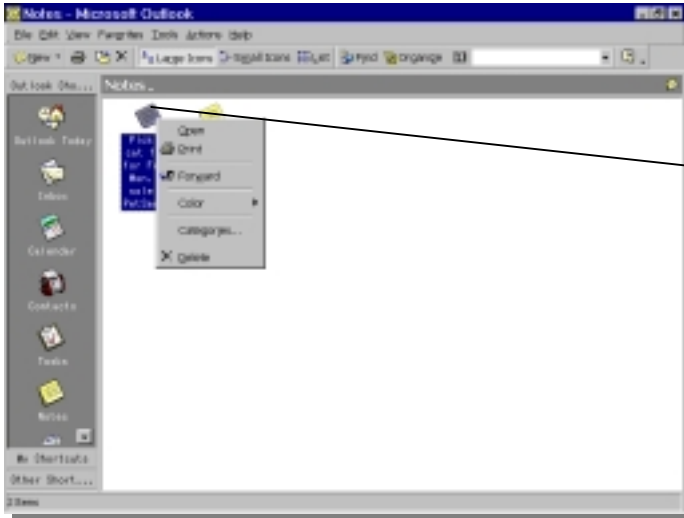 Notes - Microsoft Outlook
File Edit View Favorites Tools Actions Help
New Large Icons Small Icons List Find Organize
Outlook Sho... Notes .
Outlook Today
Inbox
Calendar
Contacts
Tasks
Notes
My Shortcuts
Other Short...
2 Items
Open
Print
Forward
Color
Categories...
Delete